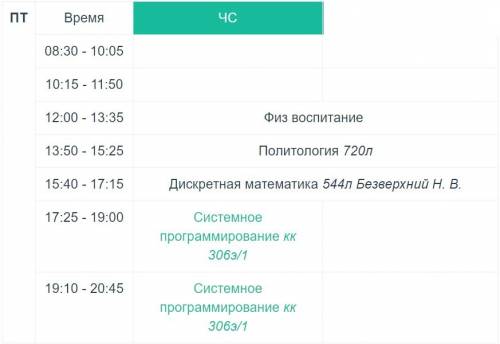 ПТ Время ЧС
08:30 - 10:05
10:15 - 11:50
12:00 - 13:35 Физ воспитание
13:50 - 15:25 Политология 720л
15:40 - 17:15 Дискретная математика 544л Безверхний Н. В.
17:25 - 19:00 Системное
программирование кк
306э/1
19:10 - 20:45 Системное
программирование кк
306э/1